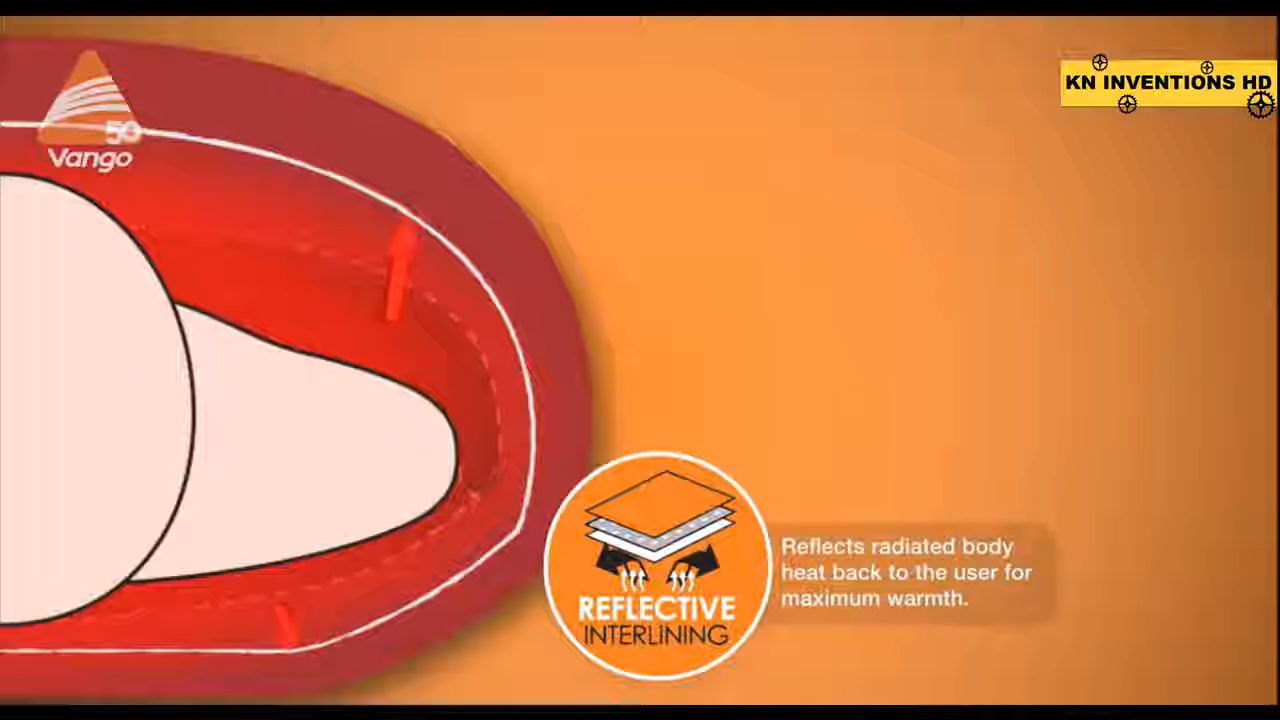 50
Vango
KN INVENTIONS HD
REFLECTIVE
INTERLINING
Reflects radiated body
heat back to the user for
maximum warmth.